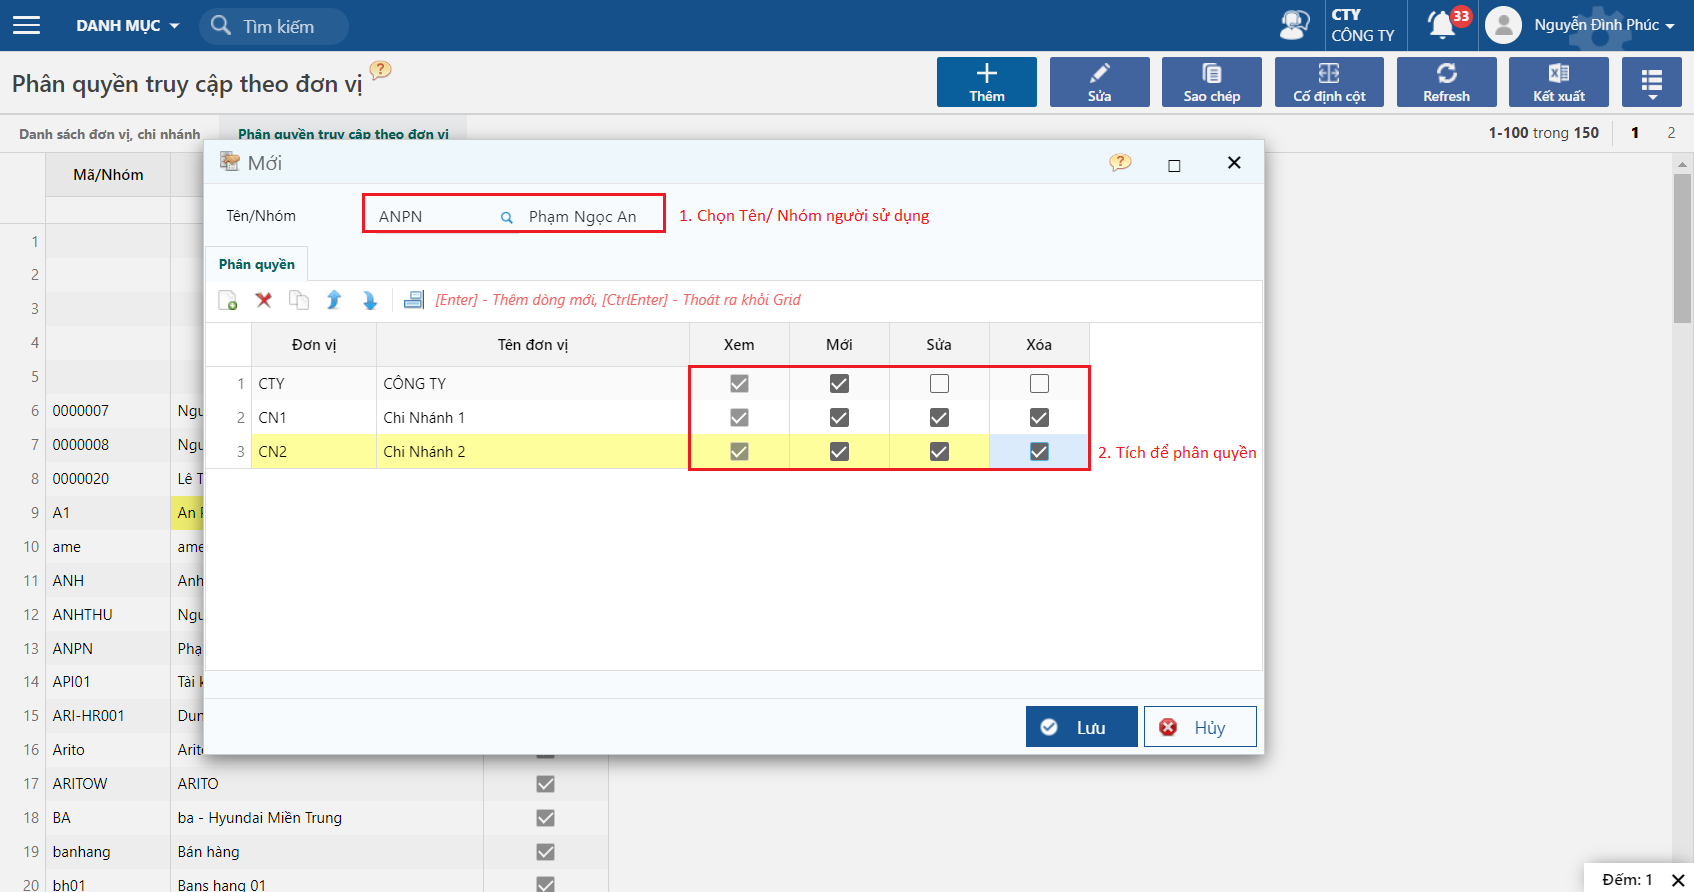 DANH MỤC
Tìm kiếm
CTY
CÔNG TY
33
Nguyễn Đình Phúc
Phân quyền truy cập theo đơn vị
Thêm
Sửa
Sao chép
Cố định cột
Refresh
Kết xuất
Danh sách đơn vị, chi nhánh
Phân quyền truy cập theo đơn vị
1-100 trong 150
1
2
Mã/Nhóm
Mới
Tên/Nhóm
ANPN
Phạm Ngọc An
1. Chọn Tên/ Nhóm người sử dụng
Phân quyền
[Enter] - Thêm dòng mới, [CtrlEnter] - Thoát ra khỏi Grid
Đơn vị
Tên đơn vị
Xem
Mới
Sửa
Xóa
1 CTY CÔNG TY
2 CN1 Chi Nhánh 1
3 CN2 Chi Nhánh 2
2. Tích để phân quyền
Lưu
Hủy
1
2
3
4
5
6 0000007 Ngu
7 0000008 Ngu
8 0000020 Lê T
9 A1 An
10 ame ame
11 ANH Anh
12 ANHTHU Ngu
13 ANPN Phạ
14 API01 Tài
15 ARI-HR001 Dun
16 Arito Arit
17 ARITOW ARITO
18 BA ba - Hyundai Miền Trung
19 banhang Bán hàng
20 bh01 Bans hang 01
Đếm: 1